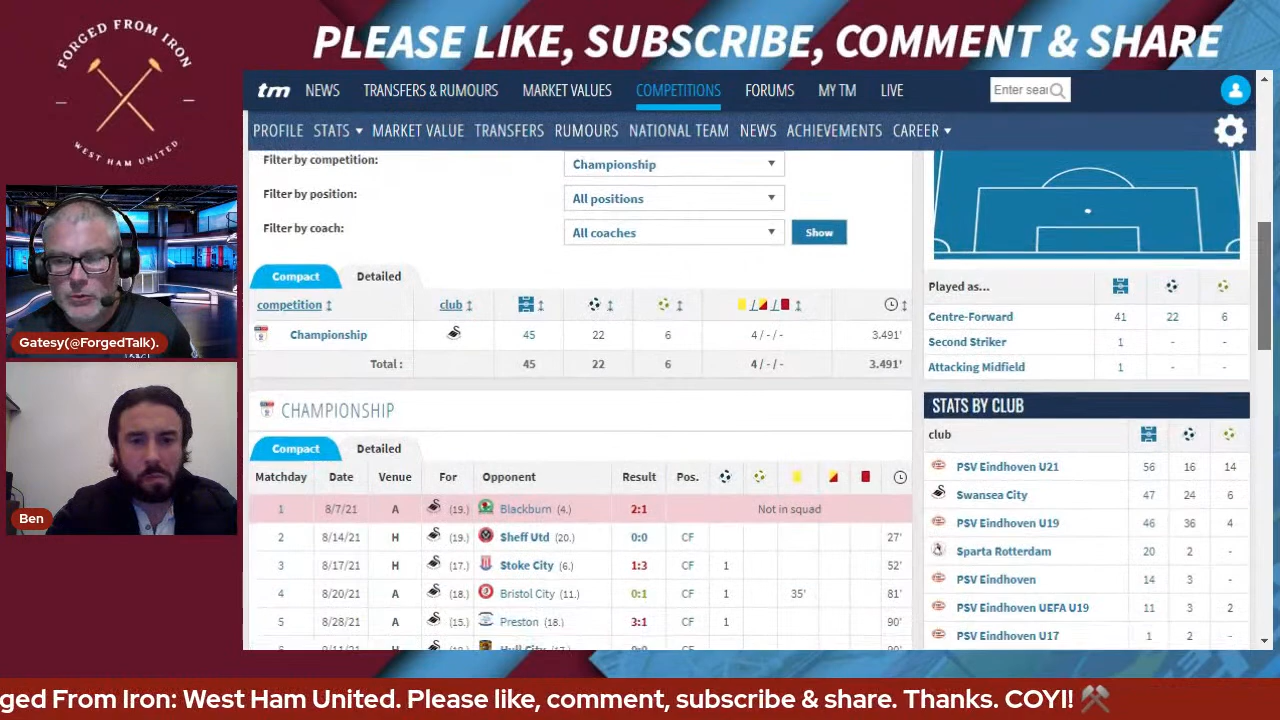 PLEASE LIKE, SUBSCRIBE, COMMENT & SHARE
FORGED FROM IRON
WEST HAM UNITED
tm NEWS TRANSFERS & RUMOURS MARKET VALUES COMPETITIONS FORUMS MY TM LIVE Enter sear
PROFILE STATS MARKET VALUE TRANSFERS RUMOURS NATIONAL TEAM NEWS ACHIEVEMENTS CAREER
Filter by competition: Championship
Filter by position: All positions
Filter by coach: All coaches Show
Compact Detailed
competition club
Championship 45 22 6 4 / - / - 3.491'
Total : 45 22 6 4 / - / - 3.491'
CHAMPIONSHIP
Compact Detailed
Matchday Date Venue For Opponent Result Pos.
1 8/7/21 A (19.) Blackburn (4.) 2:1 Not in squad
2 8/14/21 H (19.) Sheff Utd (20.) 0:0 CF 27'
3 8/17/21 H (17.) Stoke City (6.) 1:3 CF 1 52'
4 8/20/21 A (18.) Bristol City (11.) 0:1 CF 1 35' 81'
5 8/28/21 A (15.) Preston (18.) 3:1 CF 1 90'
Played as...
Centre-Forward 41 22 6
Second Striker 1 - -
Attacking Midfield 1 - -
STATS BY CLUB
club
PSV Eindhoven U21 56 16 14
Swansea City 47 24 6
PSV Eindhoven U19 46 36 4
Sparta Rotterdam 20 2 -
PSV Eindhoven 14 3 -
PSV Eindhoven UEFA U19 11 3 2
PSV Eindhoven U17 1 2 -
Gatesy(@ForgedTalk).
Ben
ged From Iron: West Ham United. Please like, comment, subscribe & share. Thanks. COYI! ⚒️